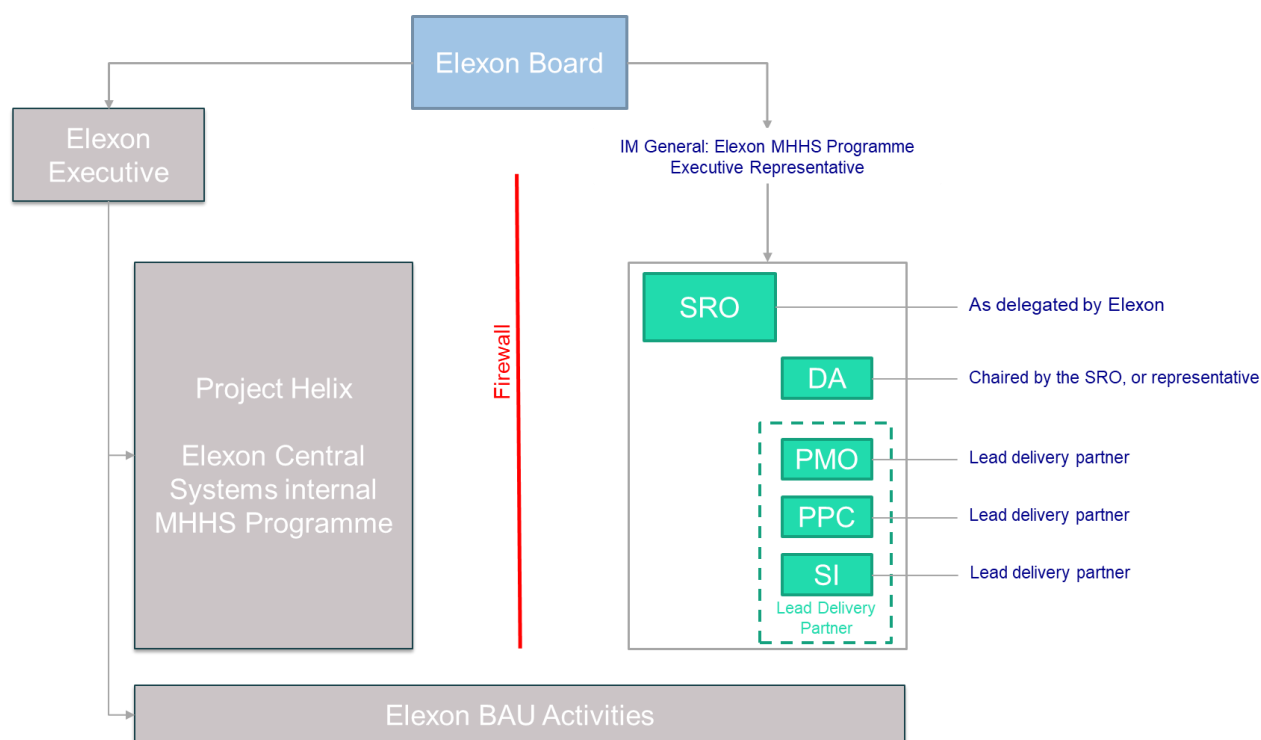 Elexon Board
Elexon
Executive
IM General: Elexon MHHS Programme
Executive Representative
Firewall
Project Helix
Elexon Central
Systems internal
MHHS Programme
SRO
As delegated by Elexon
DA
Chaired by the SRO, or representative
PMO
Lead delivery partner
PPC
Lead delivery partner
SI
Lead delivery partner
Lead Delivery
Partner
Elexon BAU Activities